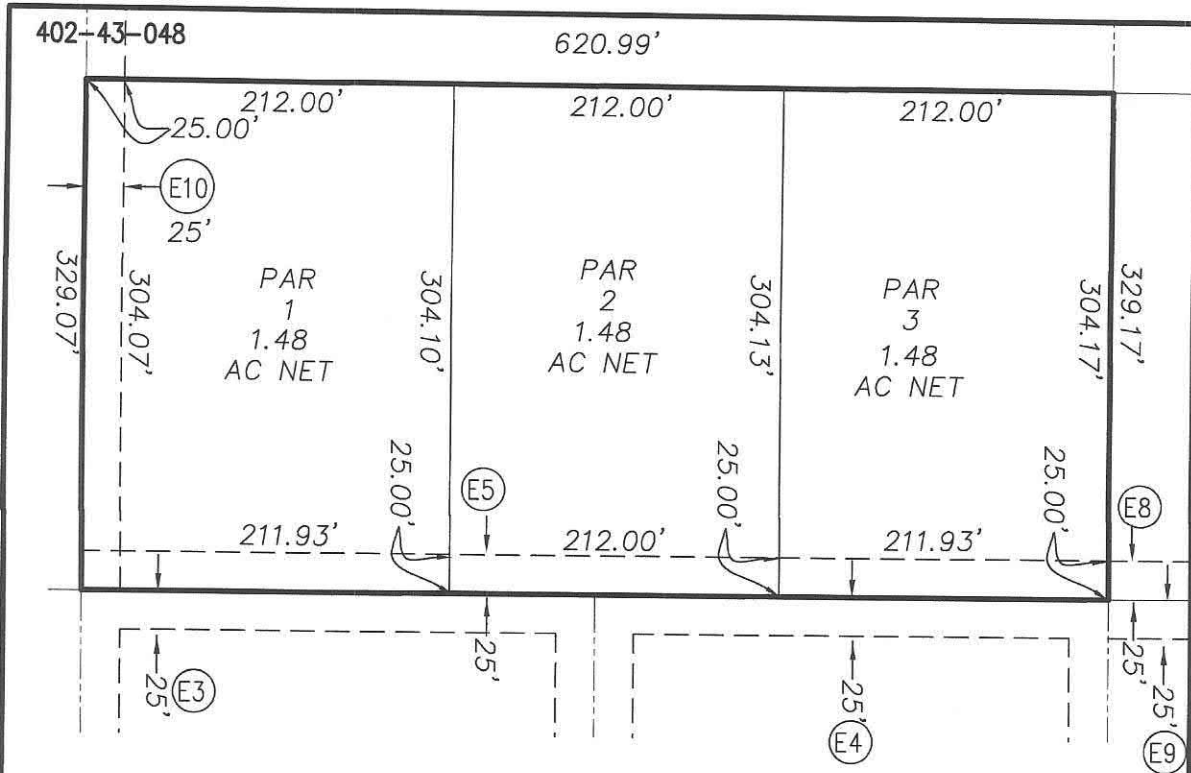 402-43-048
620.99'
212.00'
212.00'
212.00'
25.00'
E10
25'
329.07'
304.07'
PAR
1
1.48
AC NET
304.10'
PAR
2
1.48
AC NET
304.13'
PAR
3
1.48
AC NET
304.17'
329.17'
25.00'
E5
25.00'
25.00'
E8
211.93'
212.00'
211.93'
25'
E3
25'
25'
E4
25'
25'
E9